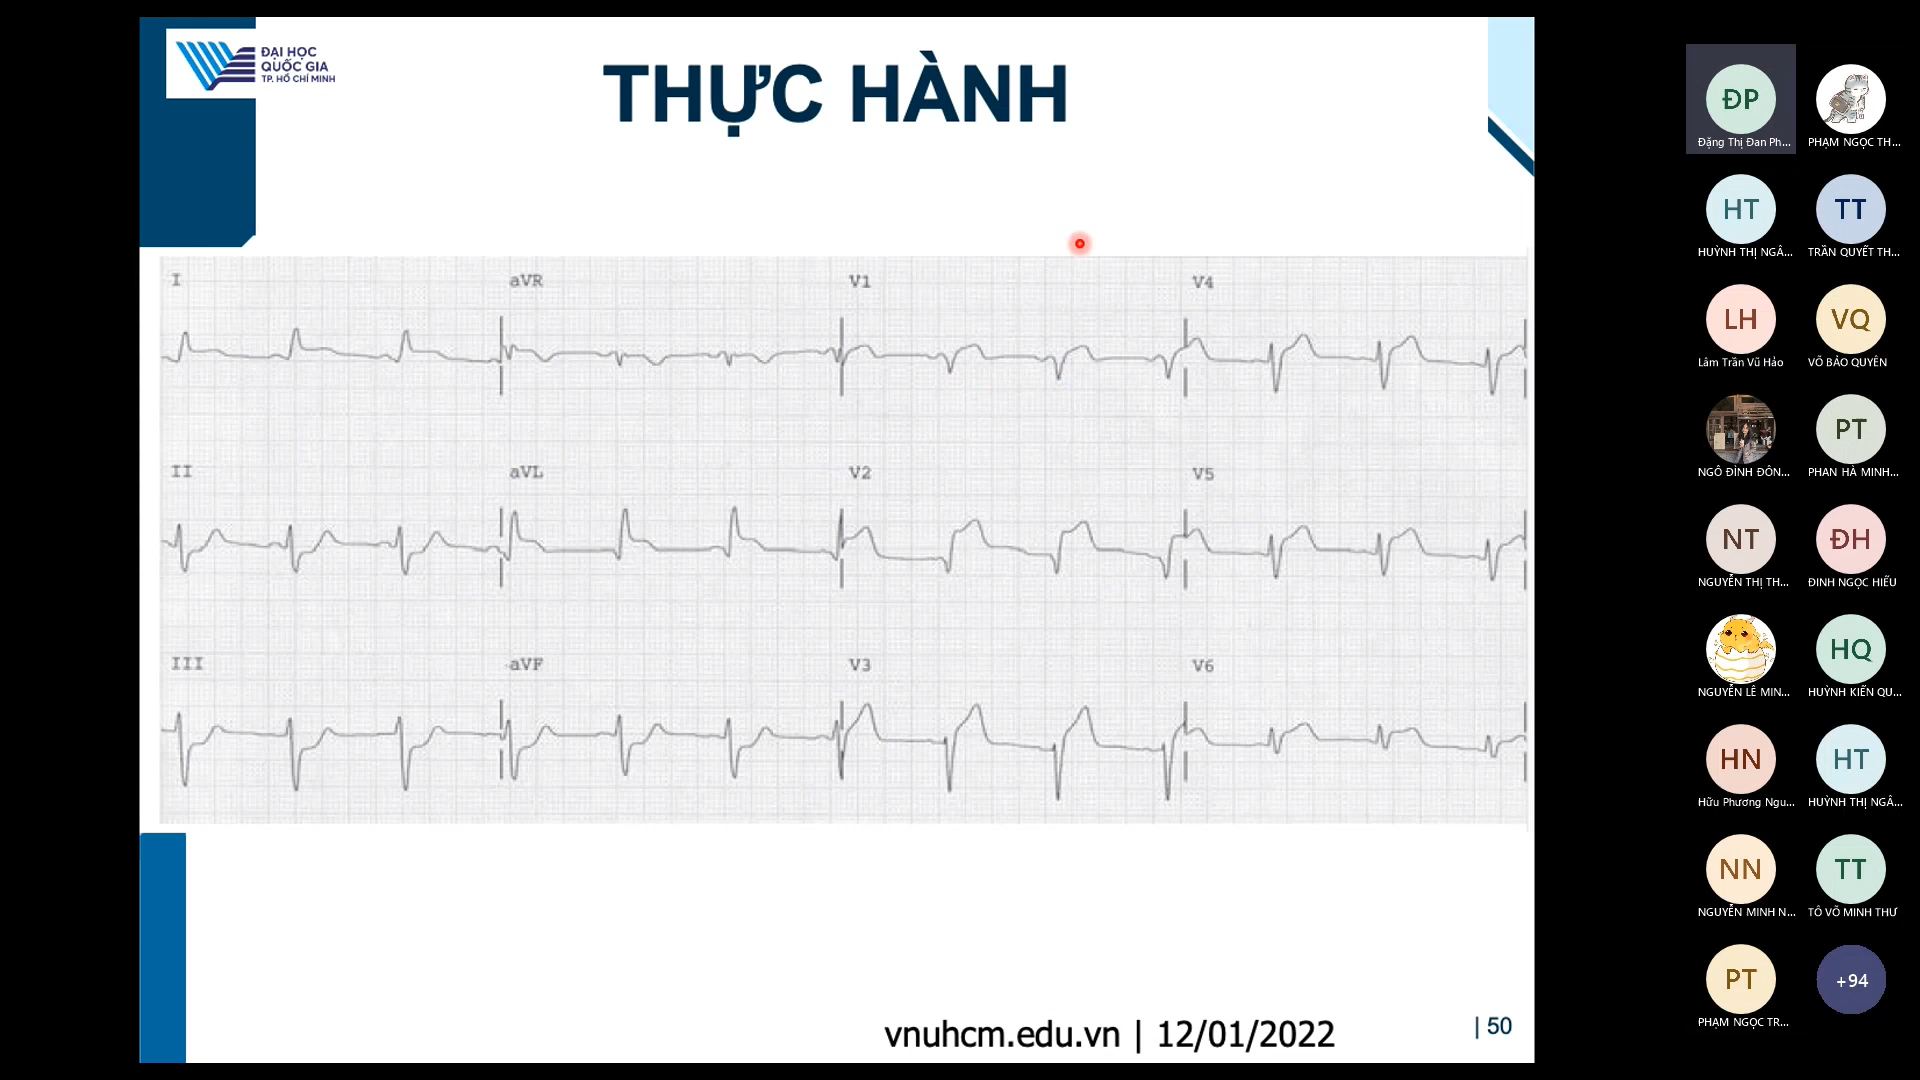 ĐẠI HỌC
QUỐC GIA
TP. HỒ CHÍ MINH
THỰC HÀNH
I
aVR
V1
V4
II
aVL
V2
V5
III
aVF
V3
V6
vnuhcm.edu.vn | 12/01/2022
| 50
ĐP
Đặng Thị Đan Ph...
PHẠM NGỌC TH...
HT
HUỲNH THỊ NGÂ...
TT
TRẦN QUYẾT TH...
LH
Lâm Trần Vũ Hảo
VQ
VÕ BẢO QUYÊN
NGÔ ĐÌNH ĐÔN...
PT
PHAN HÀ MINH...
NT
NGUYỄN THỊ TH...
ĐH
ĐINH NGỌC HIẾU
NGUYỄN LÊ MIN...
HQ
HUỲNH KIẾN QU...
HN
Hữu Phương Ngu...
HT
HUỲNH THỊ NGÂ...
NN
NGUYỄN MINH N...
TT
TÔ VÕ MINH THƯ
PT
PHẠM NGỌC TR...
+94